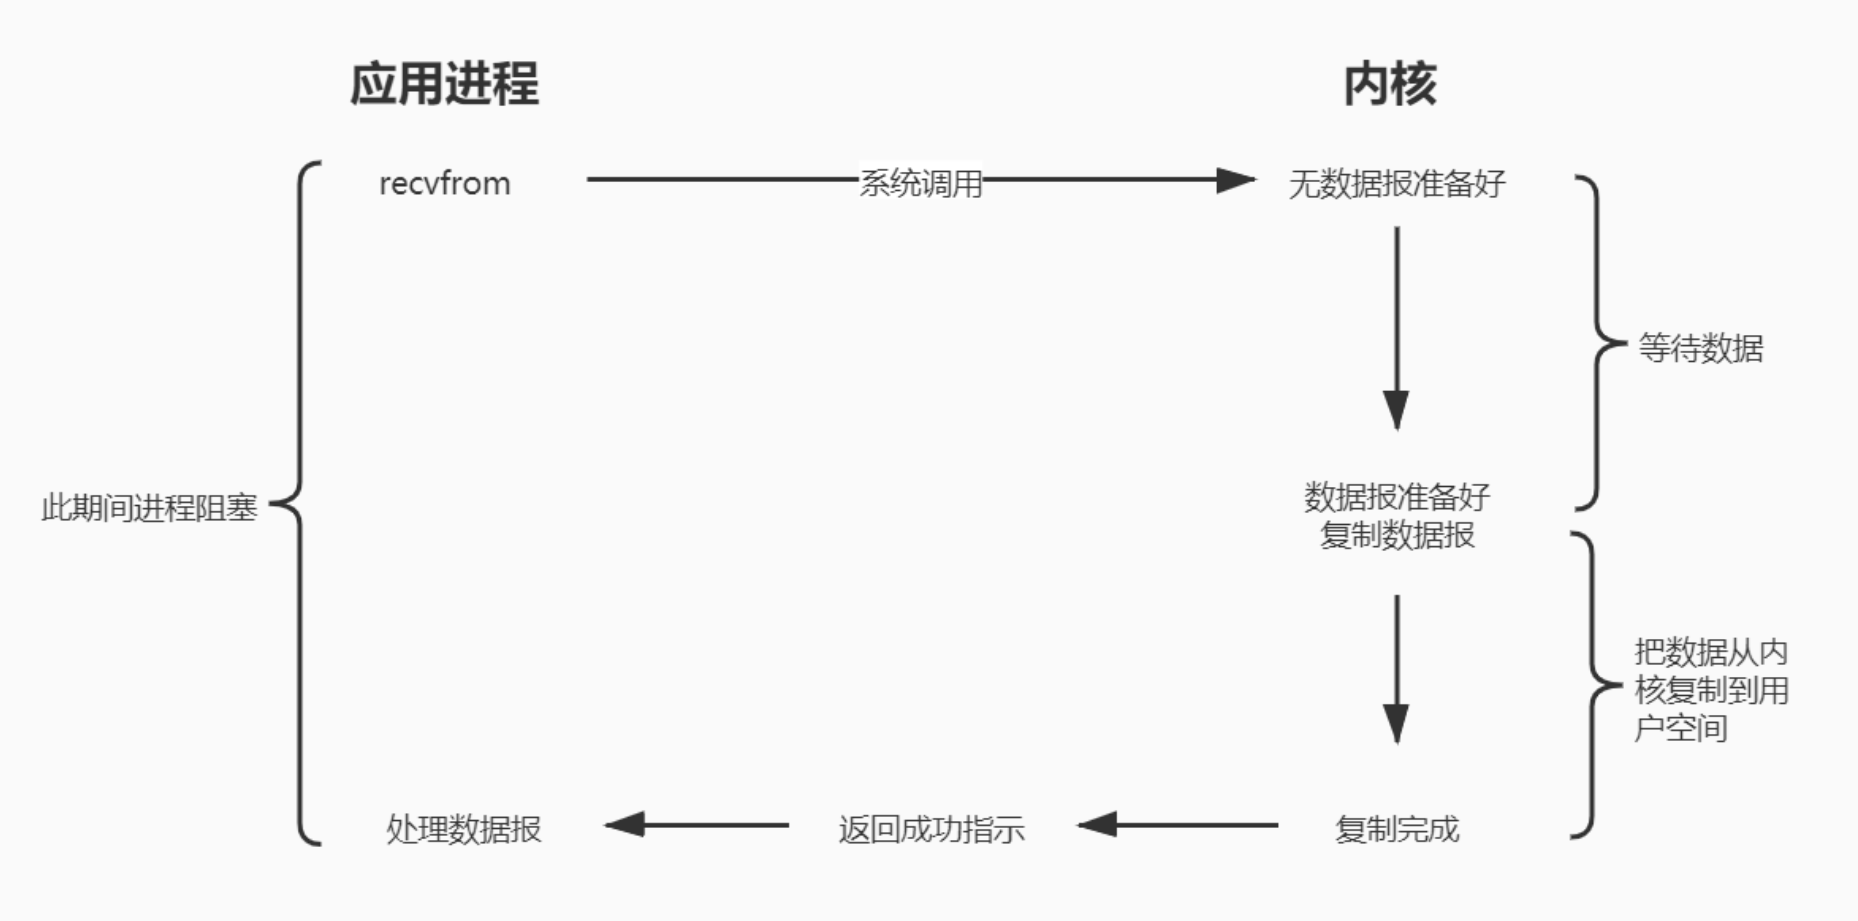 应用进程
内核
recvfrom
系统调用
无数据报准备好
等待数据
此期间进程阻塞
数据报准备好
复制数据报
把数据从内
核复制到用
户空间
处理数据报
返回成功指示
复制完成